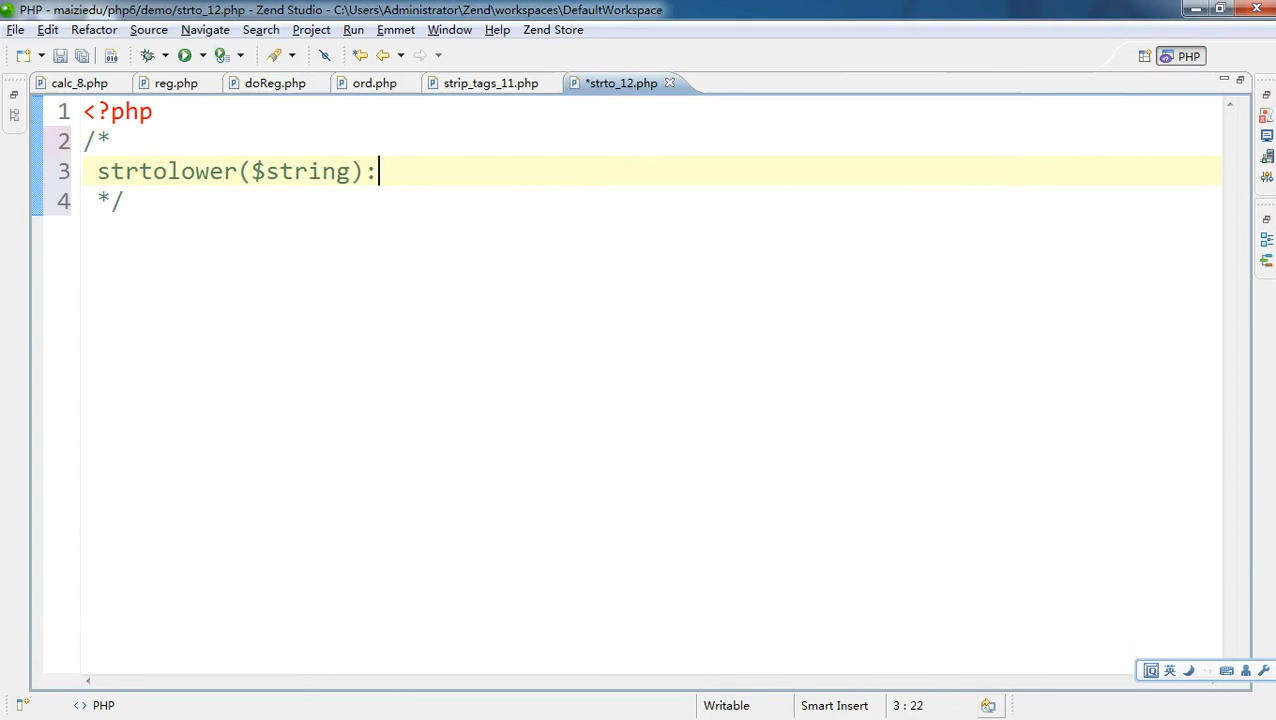 PHP - maiziedu/php6/demo/strto_12.php - Zend Studio - C:\Users\Administrator\Zend\workspaces\DefaultWorkspace
File Edit Refactor Source Navigate Search Project Run Emmet Window Help Zend Store
PHP
calc_8.php reg.php doReg.php ord.php strip_tags_11.php *strto_12.php
1 <?php
2 /*
3 strtolower($string):
4 */
英
<> PHP Writable Smart Insert 3 : 22